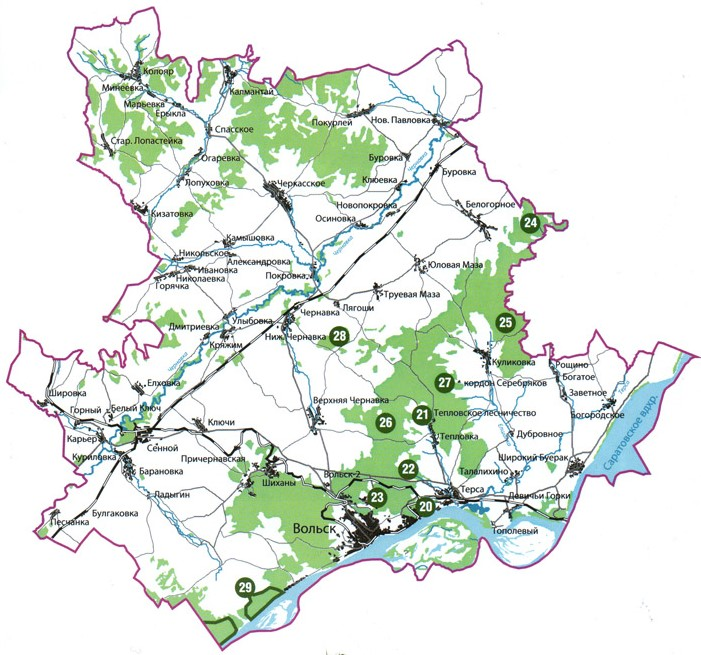 Колояр
Минеевка
Марьевкв
Ерыкла
Калмантай
Спасское
Стар. Лопастейка
Огаревка
Лопуховка
Кизатовка
Покурлей
Нов. Павловка
Буровка
Клюевка
Буровка
Черкасское
Новопокровка
Осиновка
Белогорное
24
Камышовка
Никольское
Александровка
Ивановка
Николаевка
Горячка
Покровка
Юловая Маза
Труевая Маза
Лягоши
Чернавка
Улыбовка
Дмитриевка
Кряжим
Ниж. Чернавка
28
25
Куликовка
Рощино
Богатое
Заветное
Богородское
Терса
Саратовское вдхр.
27
кордон Серебряков
Елховка
Шировка
Горный
Белый Ключ
Карьер
Куриловка
Сенной
Ключи
Верхняя Чернавка
26
21
Тепловское лесничество
Тепловка
Дубровное
Широкий Буерак
Причернавская
Барановка
Ладыгин
Шиханы
Вольск-2
22
Талалихино
Терса
Девичьи Горки
23
20
Вольск
Тополевый
Булгаковка
Песчанка
29